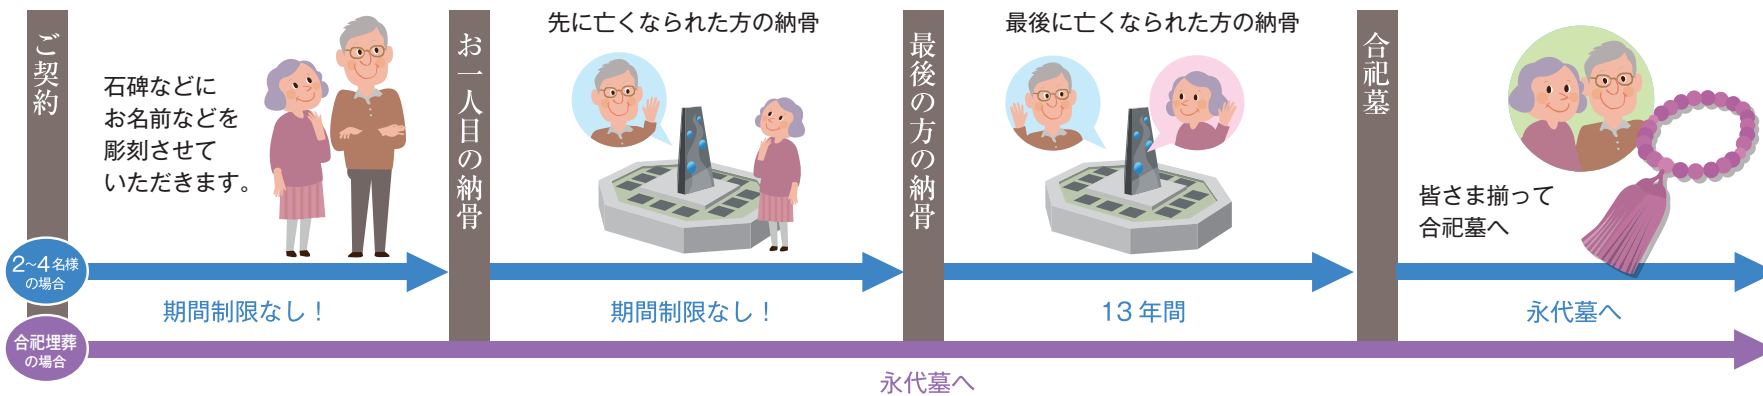 ご契約
石碑などに
お名前などを
彫刻させて
いただきます。
お一人目の納骨
先に亡くなられた方の納骨
最後の方の納骨
最後に亡くなられた方の納骨
合祀墓
皆さま揃って
合祀墓へ
2~4名様
の場合
期間制限なし！
期間制限なし！
13年間
永代墓へ
合祀埋葬
の場合
永代墓へ